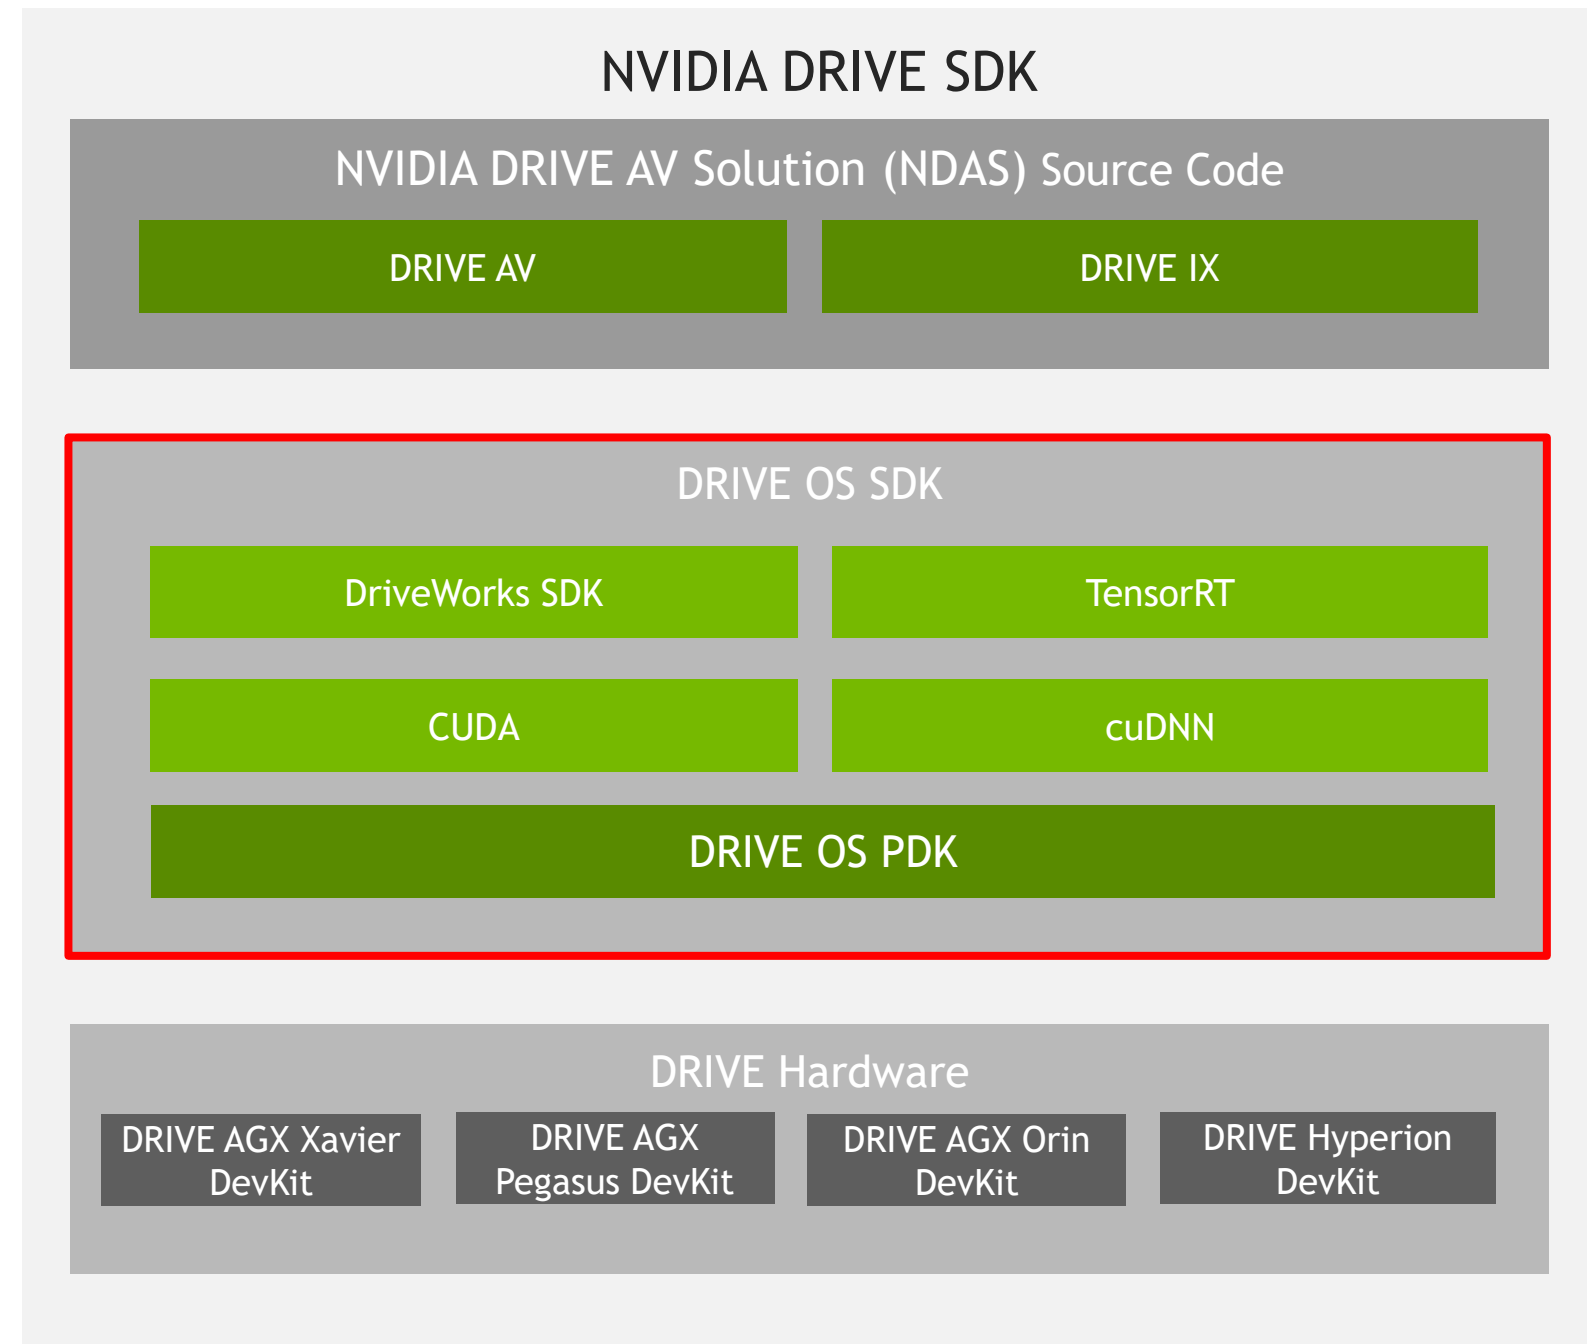 NVIDIA DRIVE SDK
NVIDIA DRIVE AV Solution (NDAS) Source Code
DRIVE AV
DRIVE IX
DRIVE OS SDK
DriveWorks SDK
TensorRT
CUDA
cuDNN
DRIVE OS PDK
DRIVE Hardware
DRIVE AGX Xavier
DevKit
DRIVE AGX
Pegasus DevKit
DRIVE AGX Orin
DevKit
DRIVE Hyperion
DevKit